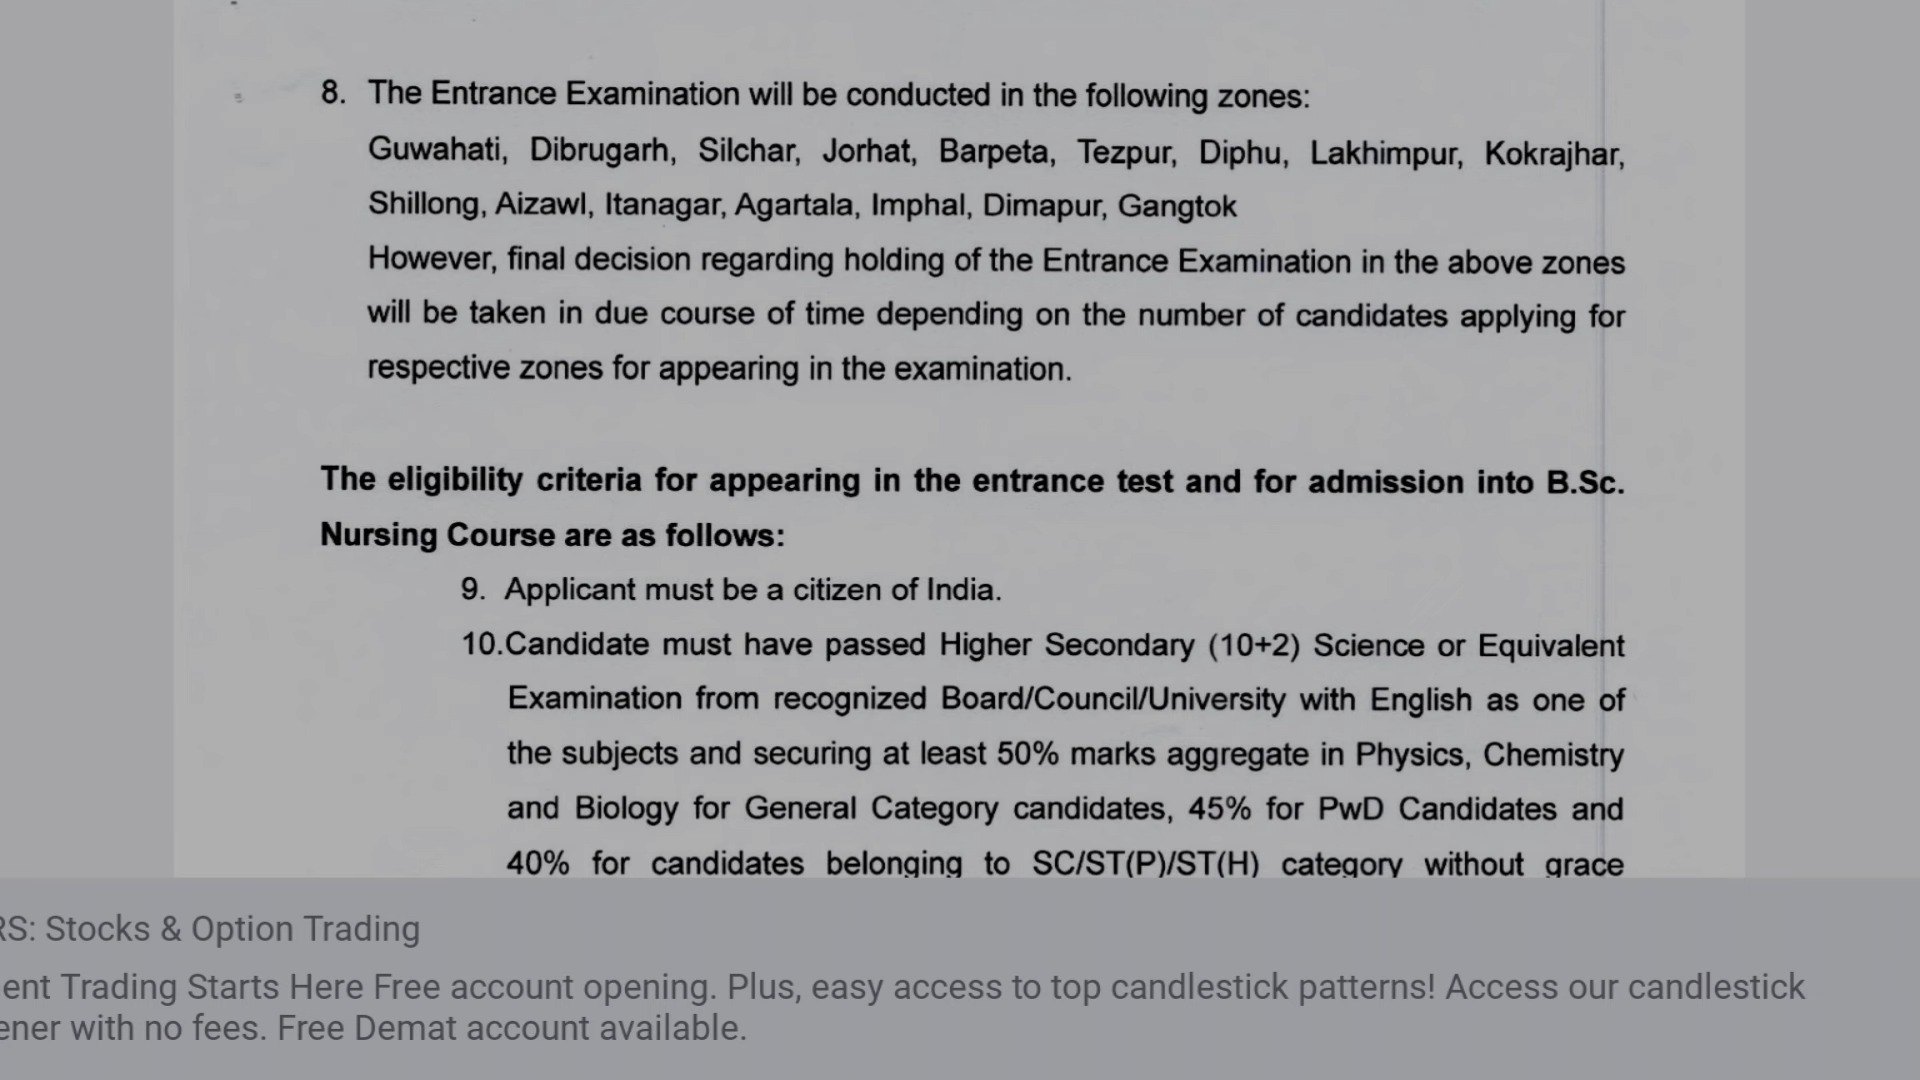 8. The Entrance Examination will be conducted in the following zones:
Guwahati, Dibrugarh, Silchar, Jorhat, Barpeta, Tezpur, Diphu, Lakhimpur, Kokrajhar,
Shillong, Aizawl, Itanagar, Agartala, Imphal, Dimapur, Gangtok
However, final decision regarding holding of the Entrance Examination in the above zones
will be taken in due course of time depending on the number of candidates applying for
respective zones for appearing in the examination.
The eligibility criteria for appearing in the entrance test and for admission into B.Sc.
Nursing Course are as follows:
9. Applicant must be a citizen of India.
10.Candidate must have passed Higher Secondary (10+2) Science or Equivalent
Examination from recognized Board/Council/University with English as one of
the subjects and securing at least 50% marks aggregate in Physics, Chemistry
and Biology for General Category candidates, 45% for PwD Candidates and
40% for candidates belonging to SC/ST(P)/ST(H) category without grace
RS: Stocks & Option Trading
ent Trading Starts Here Free account opening. Plus, easy access to top candlestick patterns! Access our candlestick
ener with no fees. Free Demat account available.